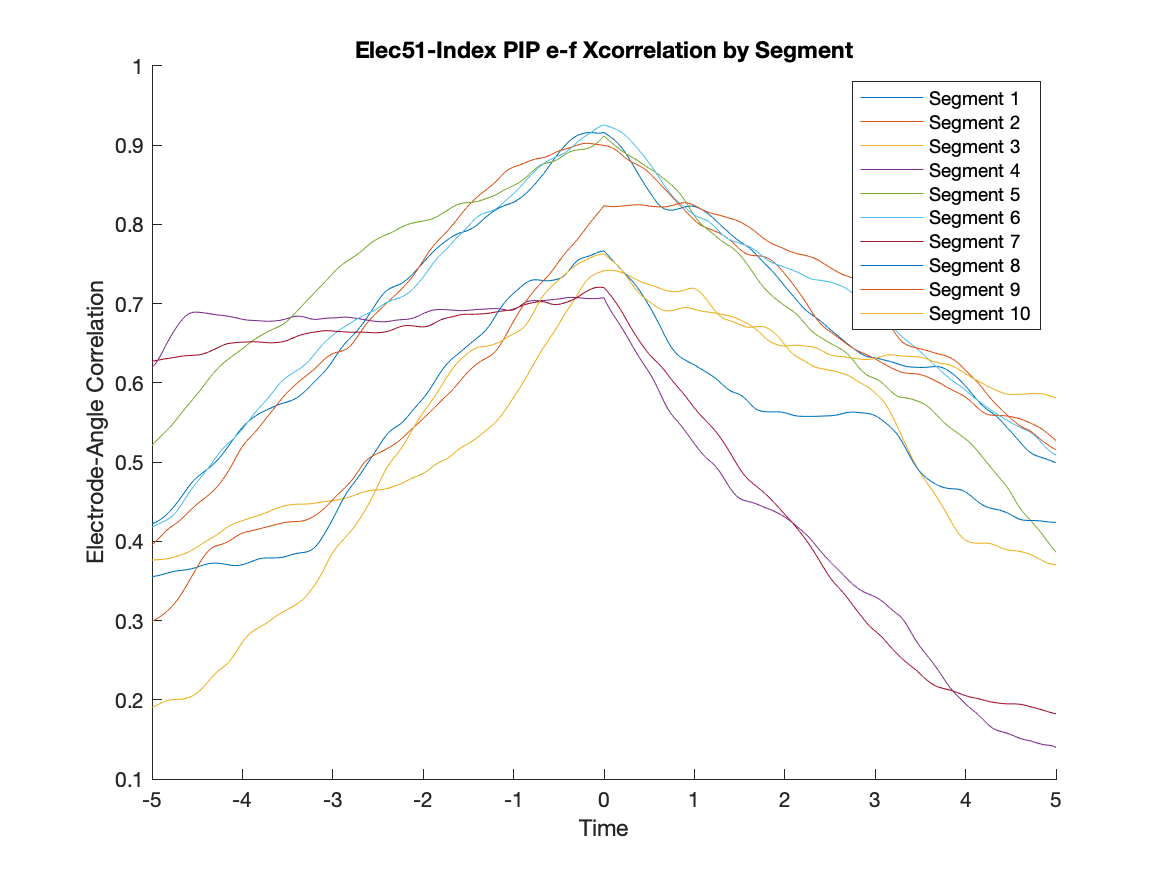 Elec51-Index PIP e-f Xcorrelation by Segment
Segment 1
Segment 2
Segment 3
Segment 4
Segment 5
Segment 6
Segment 7
Segment 8
Segment 9
Segment 10
Electrode-Angle Correlation
1
0.9
0.8
0.7
0.6
0.5
0.4
0.3
0.2
0.1
-5 -4 -3 -2 -1 0 1 2 3 4 5
Time